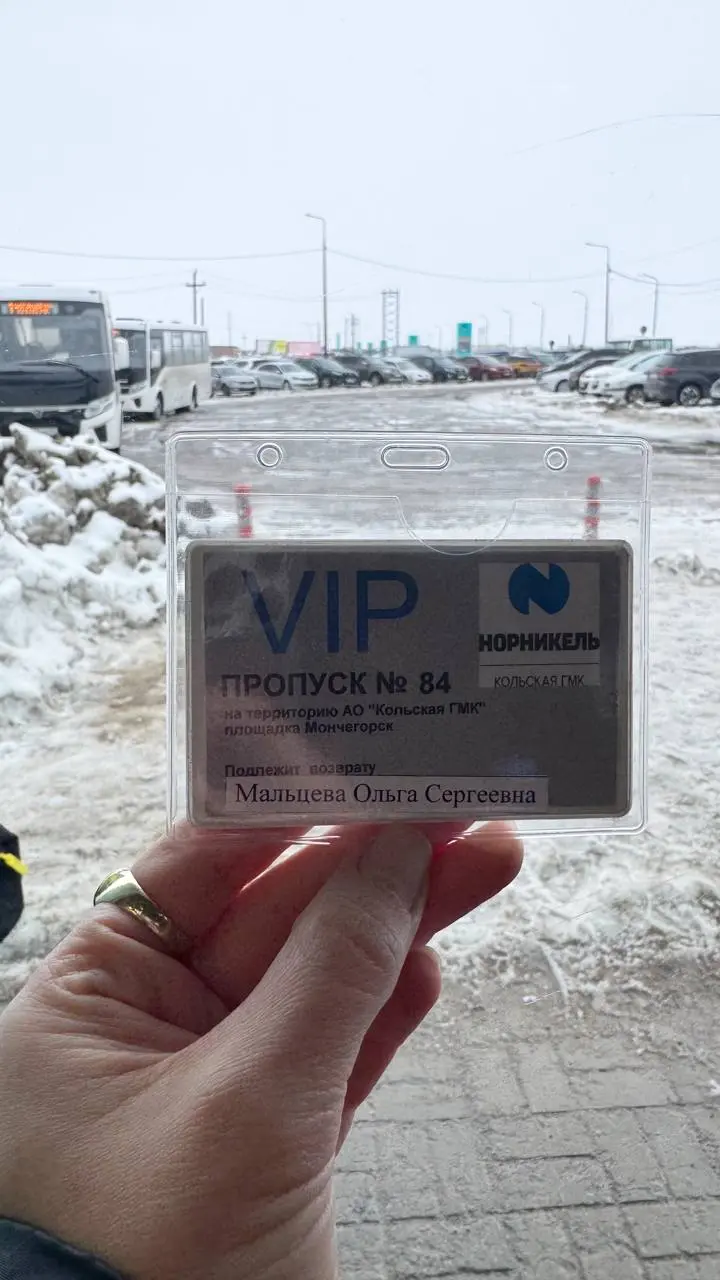 VIP
НОРНИКЕЛЬ
КОЛЬСКАЯ ГМК
ПРОПУСК № 84
на территорию АО "Кольская ГМК"
площадка Мончегорск
Подлежит возврату
Мальцева Ольга Сергеевна